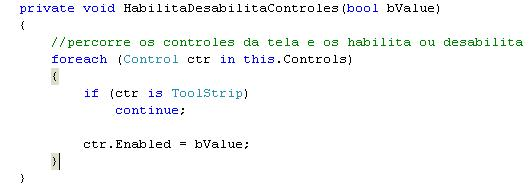 private void HabilitaDesabilitaControles(bool bValue)
{
    //percorre os controles da tela e os habilita ou desabilita
    foreach (Control ctr in this.Controls)
    {
        if (ctr is ToolStrip)
            continue;

        ctr.Enabled = bValue;
    }
}